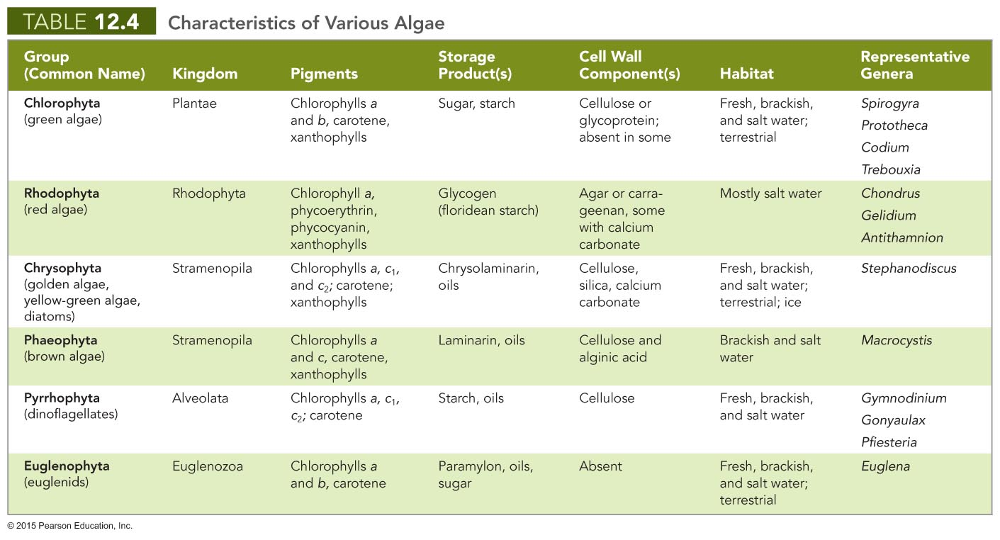 TABLE 12.4 Characteristics of Various Algae
Group
(Common Name)
Kingdom
Pigments
Storage
Product(s)
Cell Wall
Component(s)
Habitat
Representative
Genera
Chlorophyta
(green algae)
Plantae
Chlorophylls a
and b, carotene,
xanthophylls
Sugar, starch
Cellulose or
glycoprotein;
absent in some
Fresh, brackish,
and salt water;
terrestrial
Spirogyra
Prototheca
Codium
Trebouxia
Rhodophyta
(red algae)
Rhodophyta
Chlorophyll a,
phycoerythrin,
phycocyanin,
xanthophylls
Glycogen
(floridean starch)
Agar or carra-
geenan, some
with calcium
carbonate
Mostly salt water
Chondrus
Gelidium
Antithamnion
Chrysophyta
(golden algae,
yellow-green algae,
diatoms)
Stramenopila
Chlorophylls a, c₁,
and c₂; carotene;
xanthophylls
Chrysolaminarin,
oils
Cellulose,
silica, calcium
carbonate
Fresh, brackish,
and salt water;
terrestrial; ice
Stephanodiscus
Phaeophyta
(brown algae)
Stramenopila
Chlorophylls a
and c, carotene,
xanthophylls
Laminarin, oils
Cellulose and
alginic acid
Brackish and salt
water
Macrocystis
Pyrrhophyta
(dinoflagellates)
Alveolata
Chlorophylls a, c₁,
c₂; carotene
Starch, oils
Cellulose
Fresh, brackish,
and salt water
Gymnodinium
Gonyaulax
Pfiesteria
Euglenophyta
(euglenids)
Euglenozoa
Chlorophylls a
and b, carotene
Paramylon, oils,
sugar
Absent
Fresh, brackish,
and salt water;
terrestrial
Euglena
© 2015 Pearson Education, Inc.